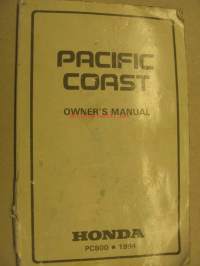 PACIFIC
COAST
OWNER'S MANUAL
HONDA
PC800 ★ 1994